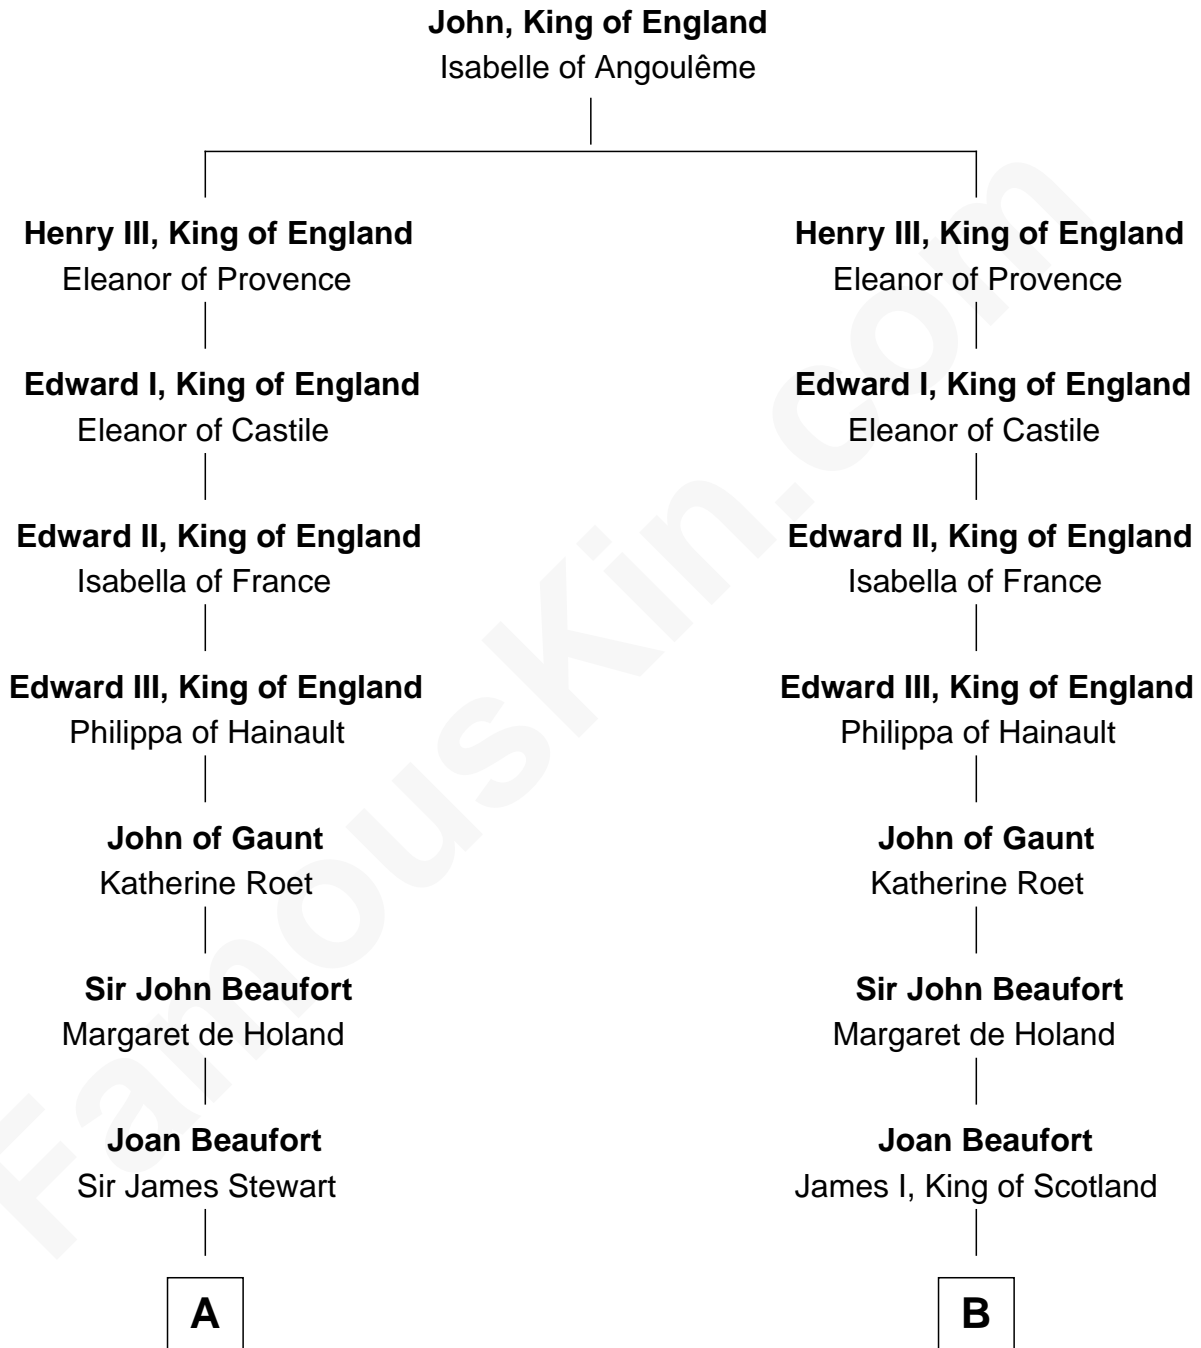 John, King of England
Isabelle of Angoulême
Henry III, King of England
Eleanor of Provence
Henry III, King of England
Eleanor of Provence
Edward I, King of England
Eleanor of Castile
Edward I, King of England
Eleanor of Castile
Edward II, King of England
Isabella of France
Edward II, King of England
Isabella of France
Edward III, King of England
Philippa of Hainault
Edward III, King of England
Philippa of Hainault
John of Gaunt
Katherine Roet
John of Gaunt
Katherine Roet
Sir John Beaufort
Margaret de Holand
Sir John Beaufort
Margaret de Holand
Joan Beaufort
Sir James Stewart
Joan Beaufort
James I, King of Scotland
A
B
FamousKin.com